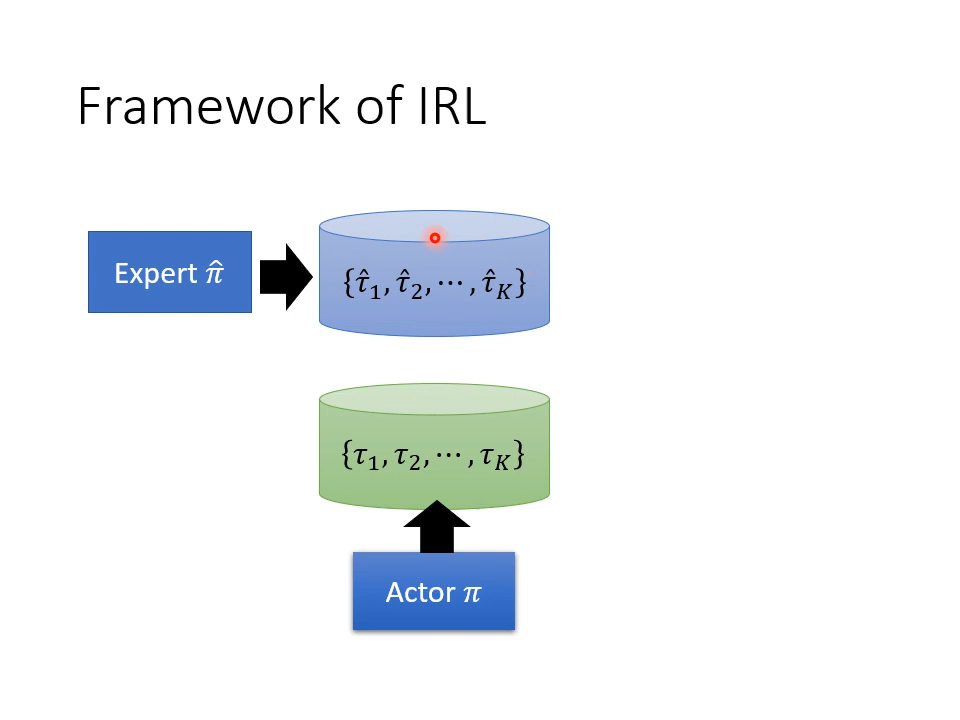 Framework of IRL
Expert π̂
{τ̂₁, τ̂₂, ⋯ , τ̂_K}
{τ₁, τ₂, ⋯ , τ_K}
Actor π